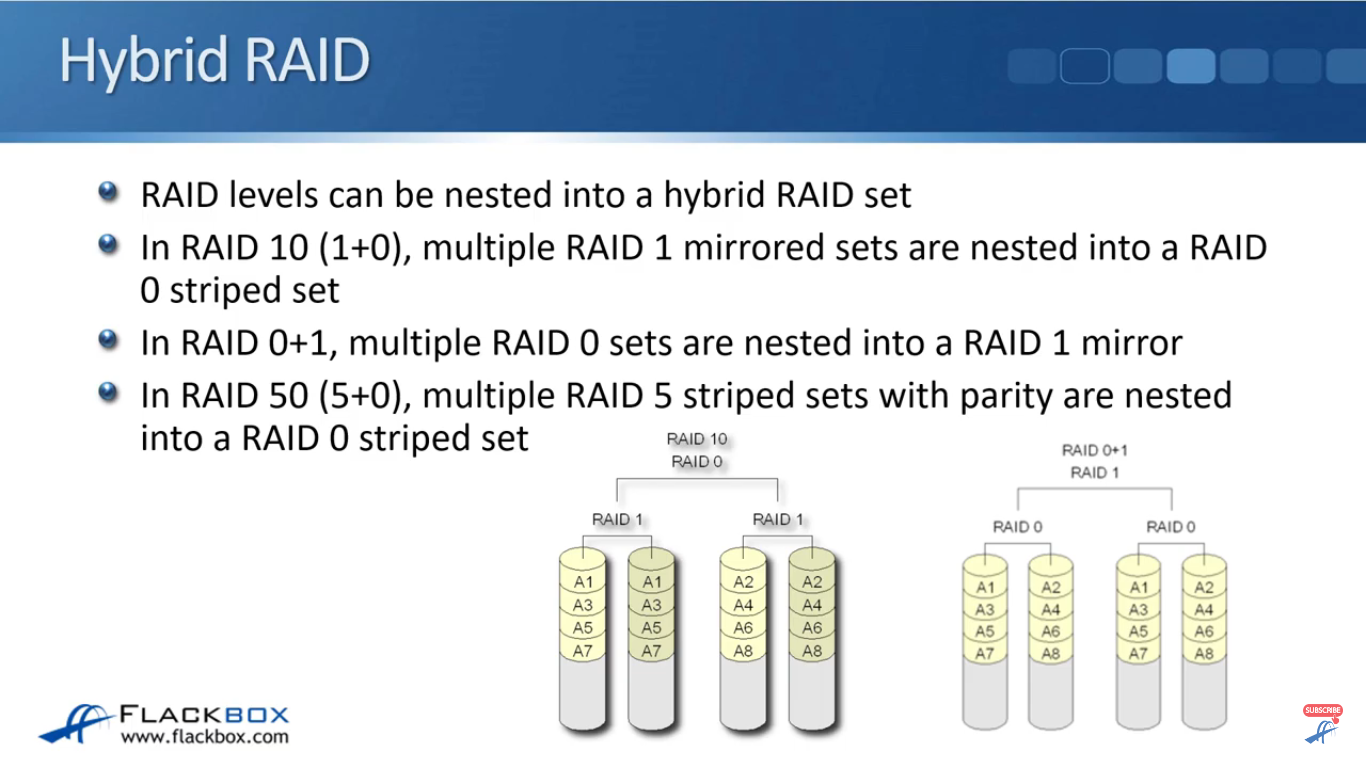 Hybrid RAID
RAID levels can be nested into a hybrid RAID set
In RAID 10 (1+0), multiple RAID 1 mirrored sets are nested into a RAID
0 striped set
In RAID 0+1, multiple RAID 0 sets are nested into a RAID 1 mirror
In RAID 50 (5+0), multiple RAID 5 striped sets with parity are nested
into a RAID 0 striped set
RAID 10
RAID 0
RAID 1 RAID 1
A1 A1 A2 A2
A3 A3 A4 A4
A5 A5 A6 A6
A7 A7 A8 A8
RAID 0+1
RAID 1
RAID 0 RAID 0
A1 A2 A1 A2
A3 A4 A3 A4
A5 A6 A5 A6
A7 A8 A7 A8
FLACKBOX
www.flackbox.com
SUBSCRIBE